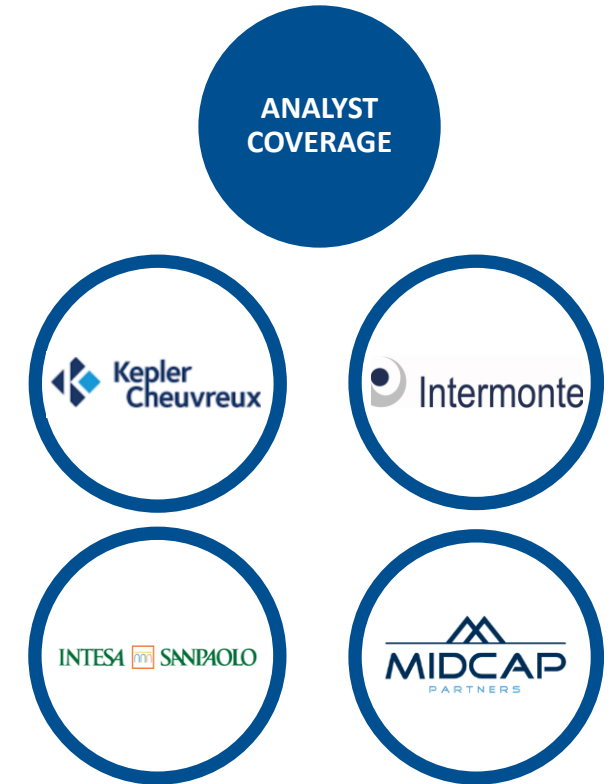 ANALYST
COVERAGE
Kepler
Cheuvreux
Intermonte
INTESA SANPAOLO
MIDCAP
PARTNERS